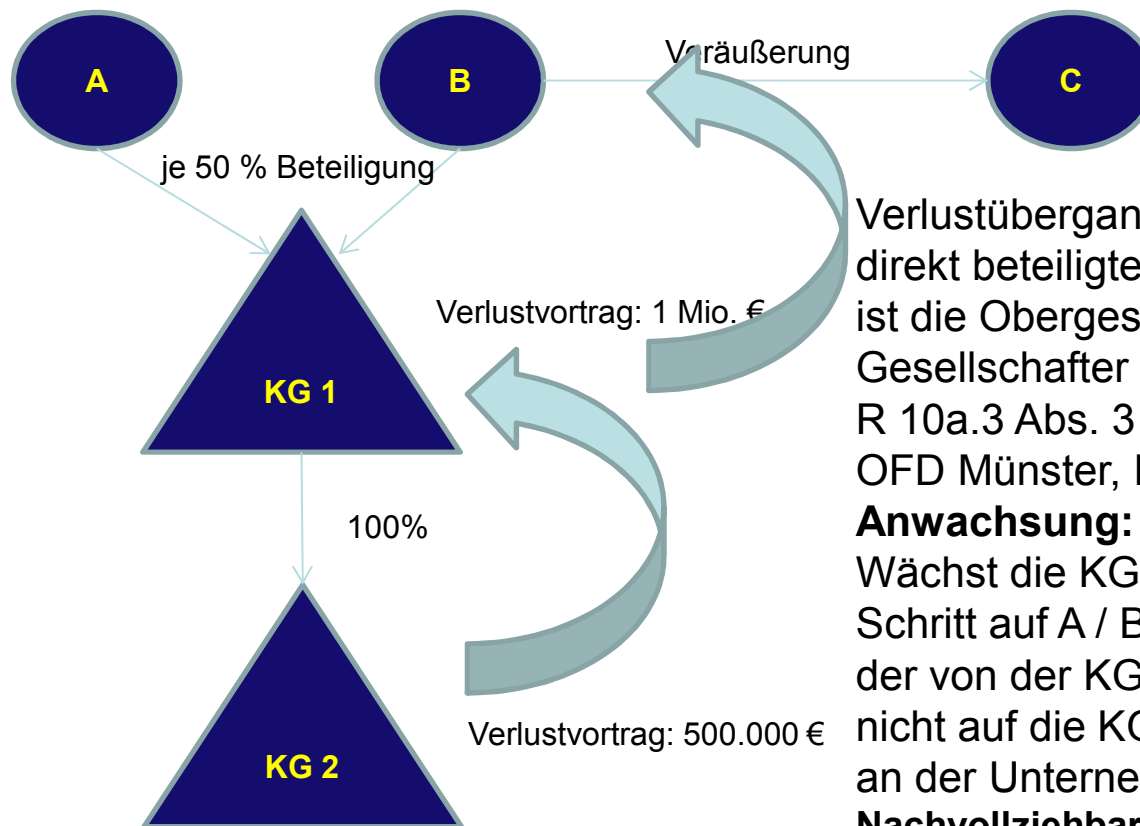 A
B
Veräußerung
C
je 50 % Beteiligung
Verlustvortrag: 1 Mio. €
KG 1
100%
Verlustvortrag: 500.000 €
KG 2
Verlustübergan
direkt beteiligte
ist die Oberges
Gesellschafter
R 10a.3 Abs. 3
OFD Münster,
Anwachsung:
Wächst die KG
Schritt auf A / B
der von der KG
nicht auf die KG
an der Unterne
Nachvollziehbar